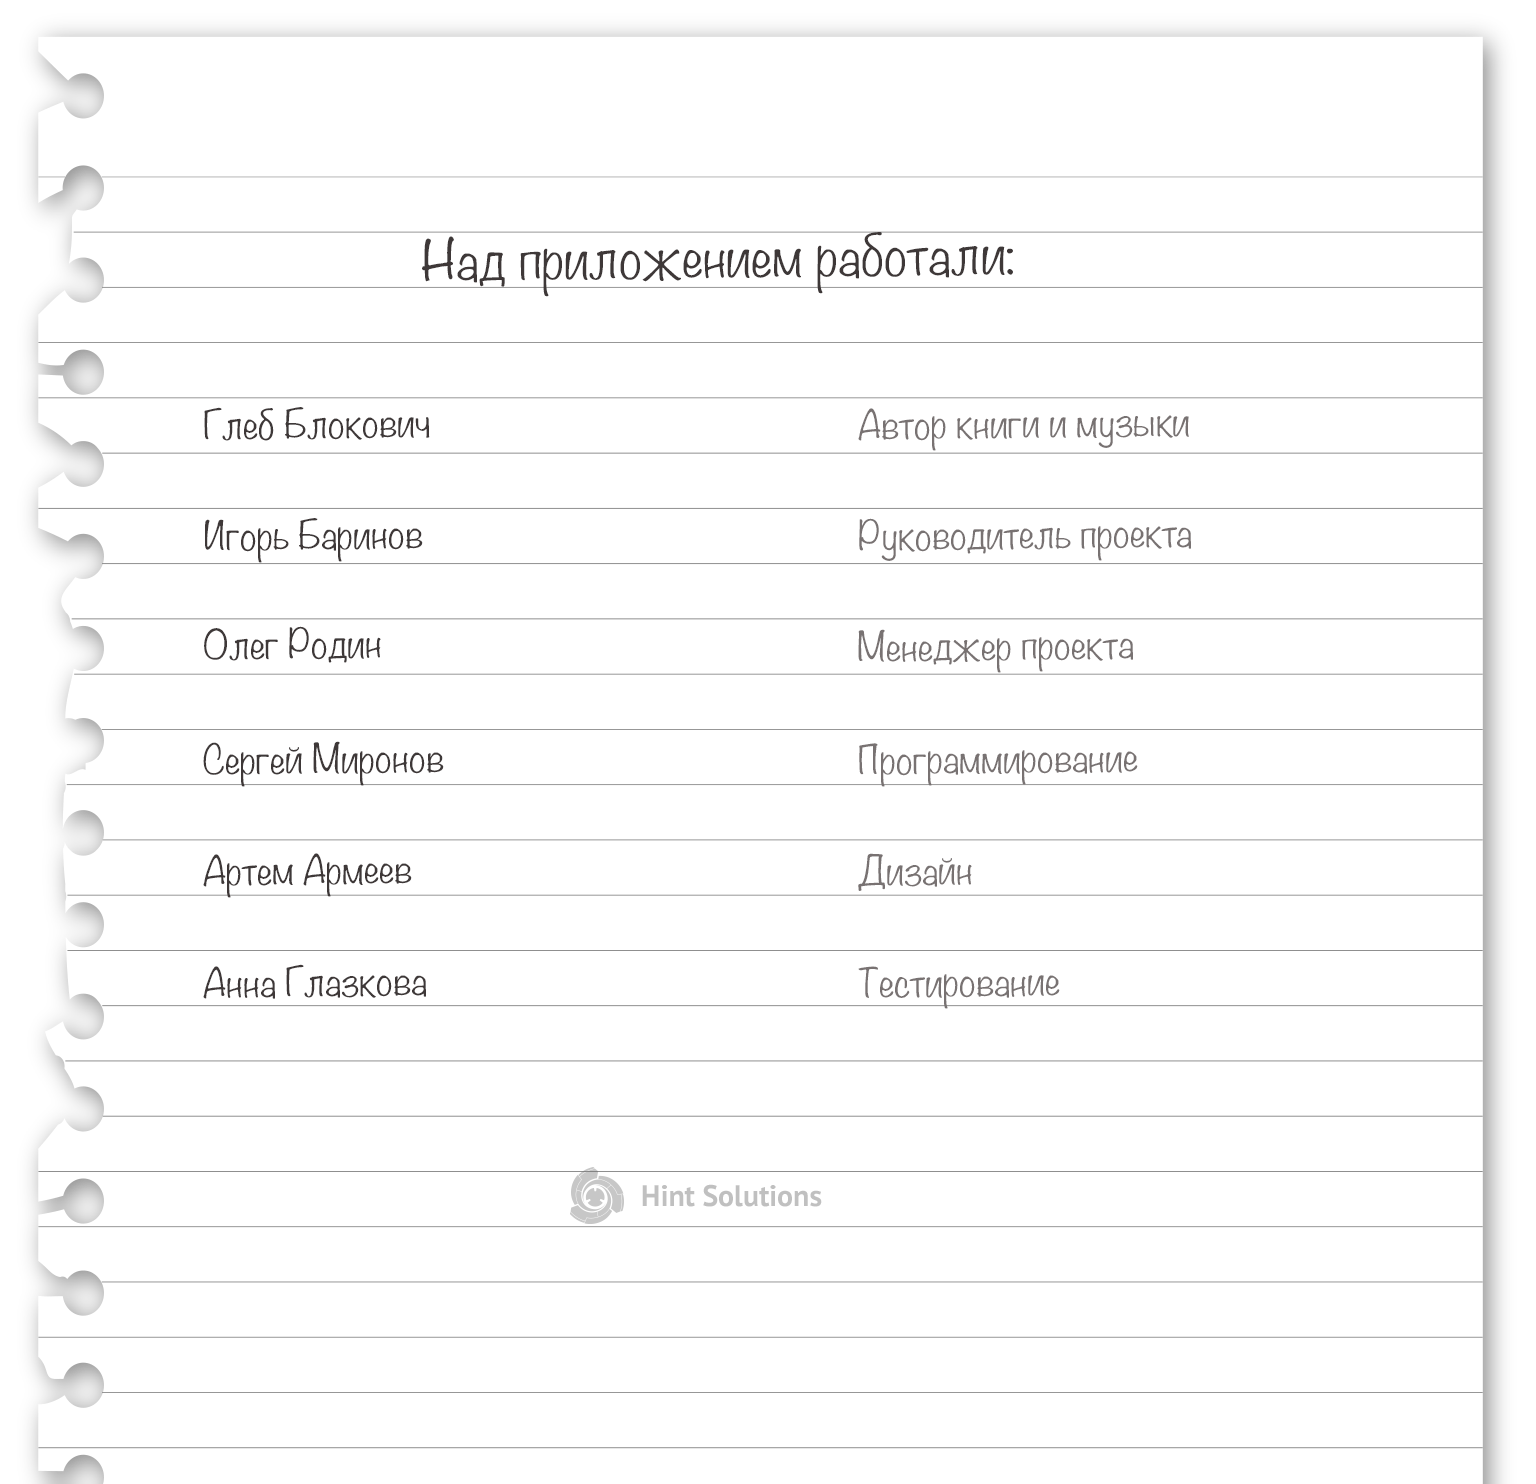 Над приложением работали:
Глеб Блокович Автор книги и музыки
Игорь Баринов Руководитель проекта
Олег Родин Менеджер проекта
Сергей Миронов Программирование
Артем Армеев Дизайн
Анна Глазкова Тестирование
Hint Solutions